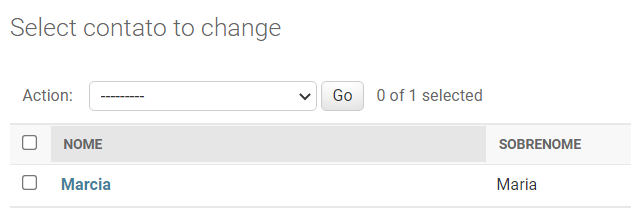 Select contato to change
Action: --------- Go 0 of 1 selected
NOME SOBRENOME
Marcia Maria